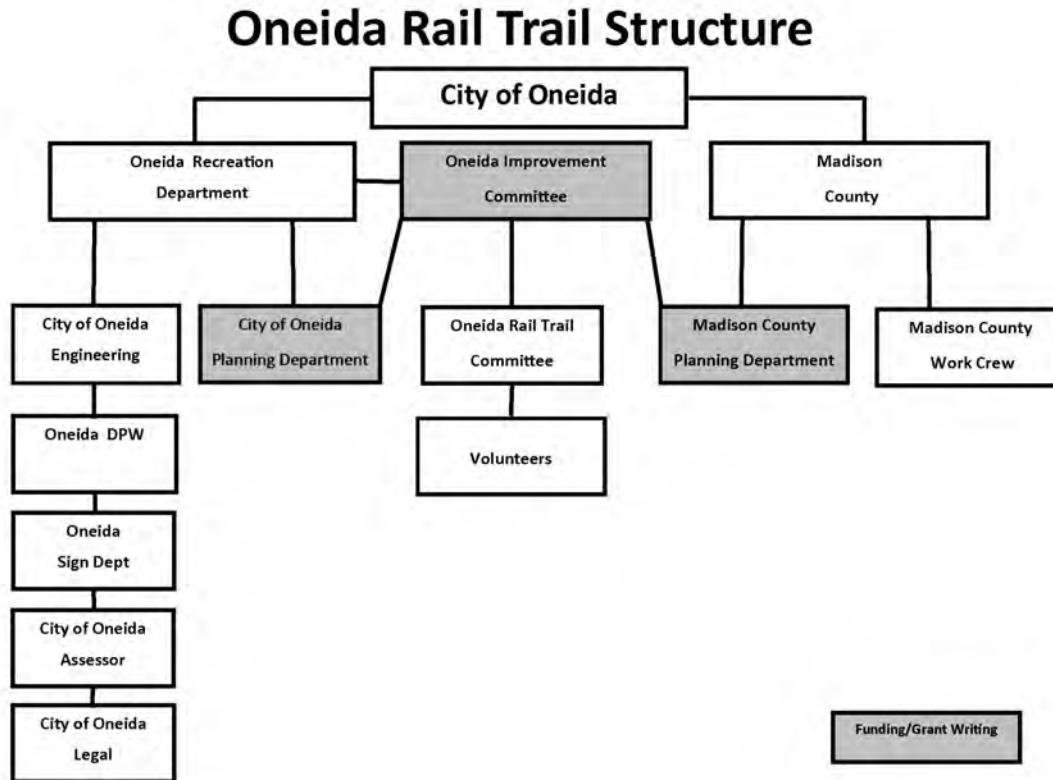 Oneida Rail Trail Structure
City of Oneida
Oneida Recreation
Department
Oneida Improvement
Committee
Madison
County
City of Oneida
Engineering
City of Oneida
Planning Department
Oneida Rail Trail
Committee
Madison County
Planning Department
Madison County
Work Crew
Oneida DPW
Volunteers
Oneida
Sign Dept
City of Oneida
Assessor
City of Oneida
Legal
Funding/Grant Writing